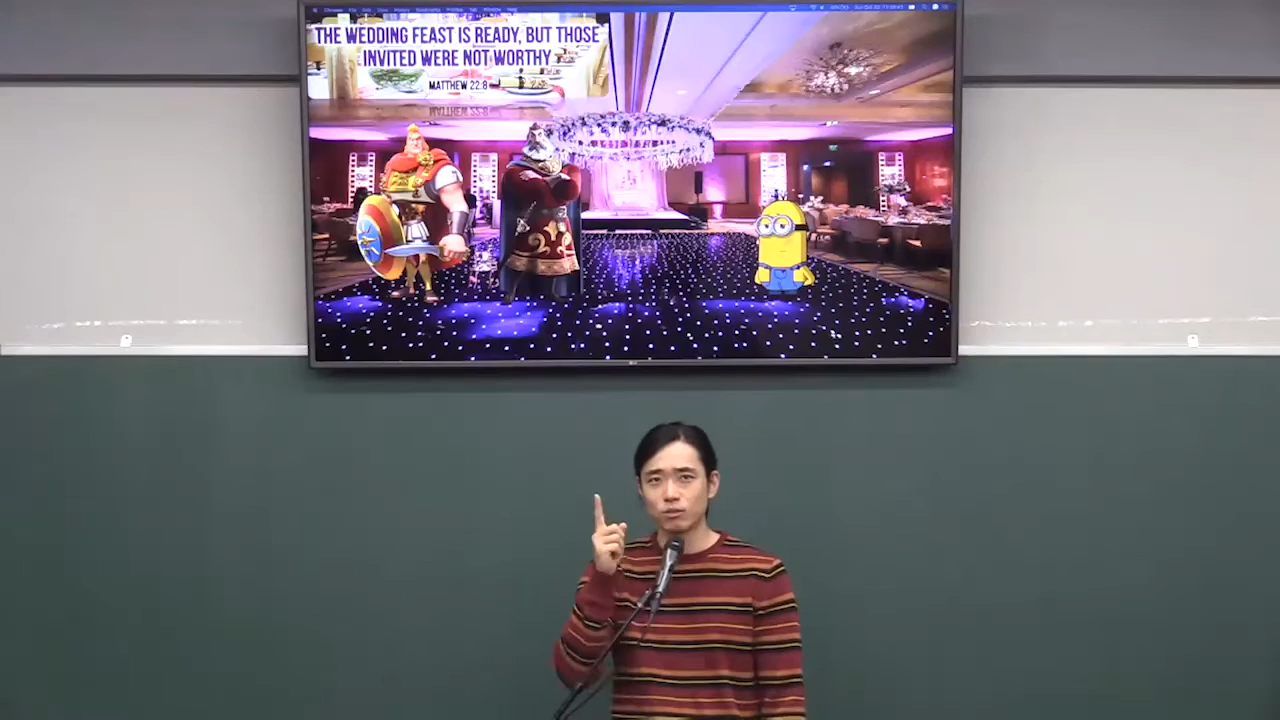 THE WEDDING FEAST IS READY, BUT THOSE
INVITED WERE NOT WORTHY
MATTHEW 22:8